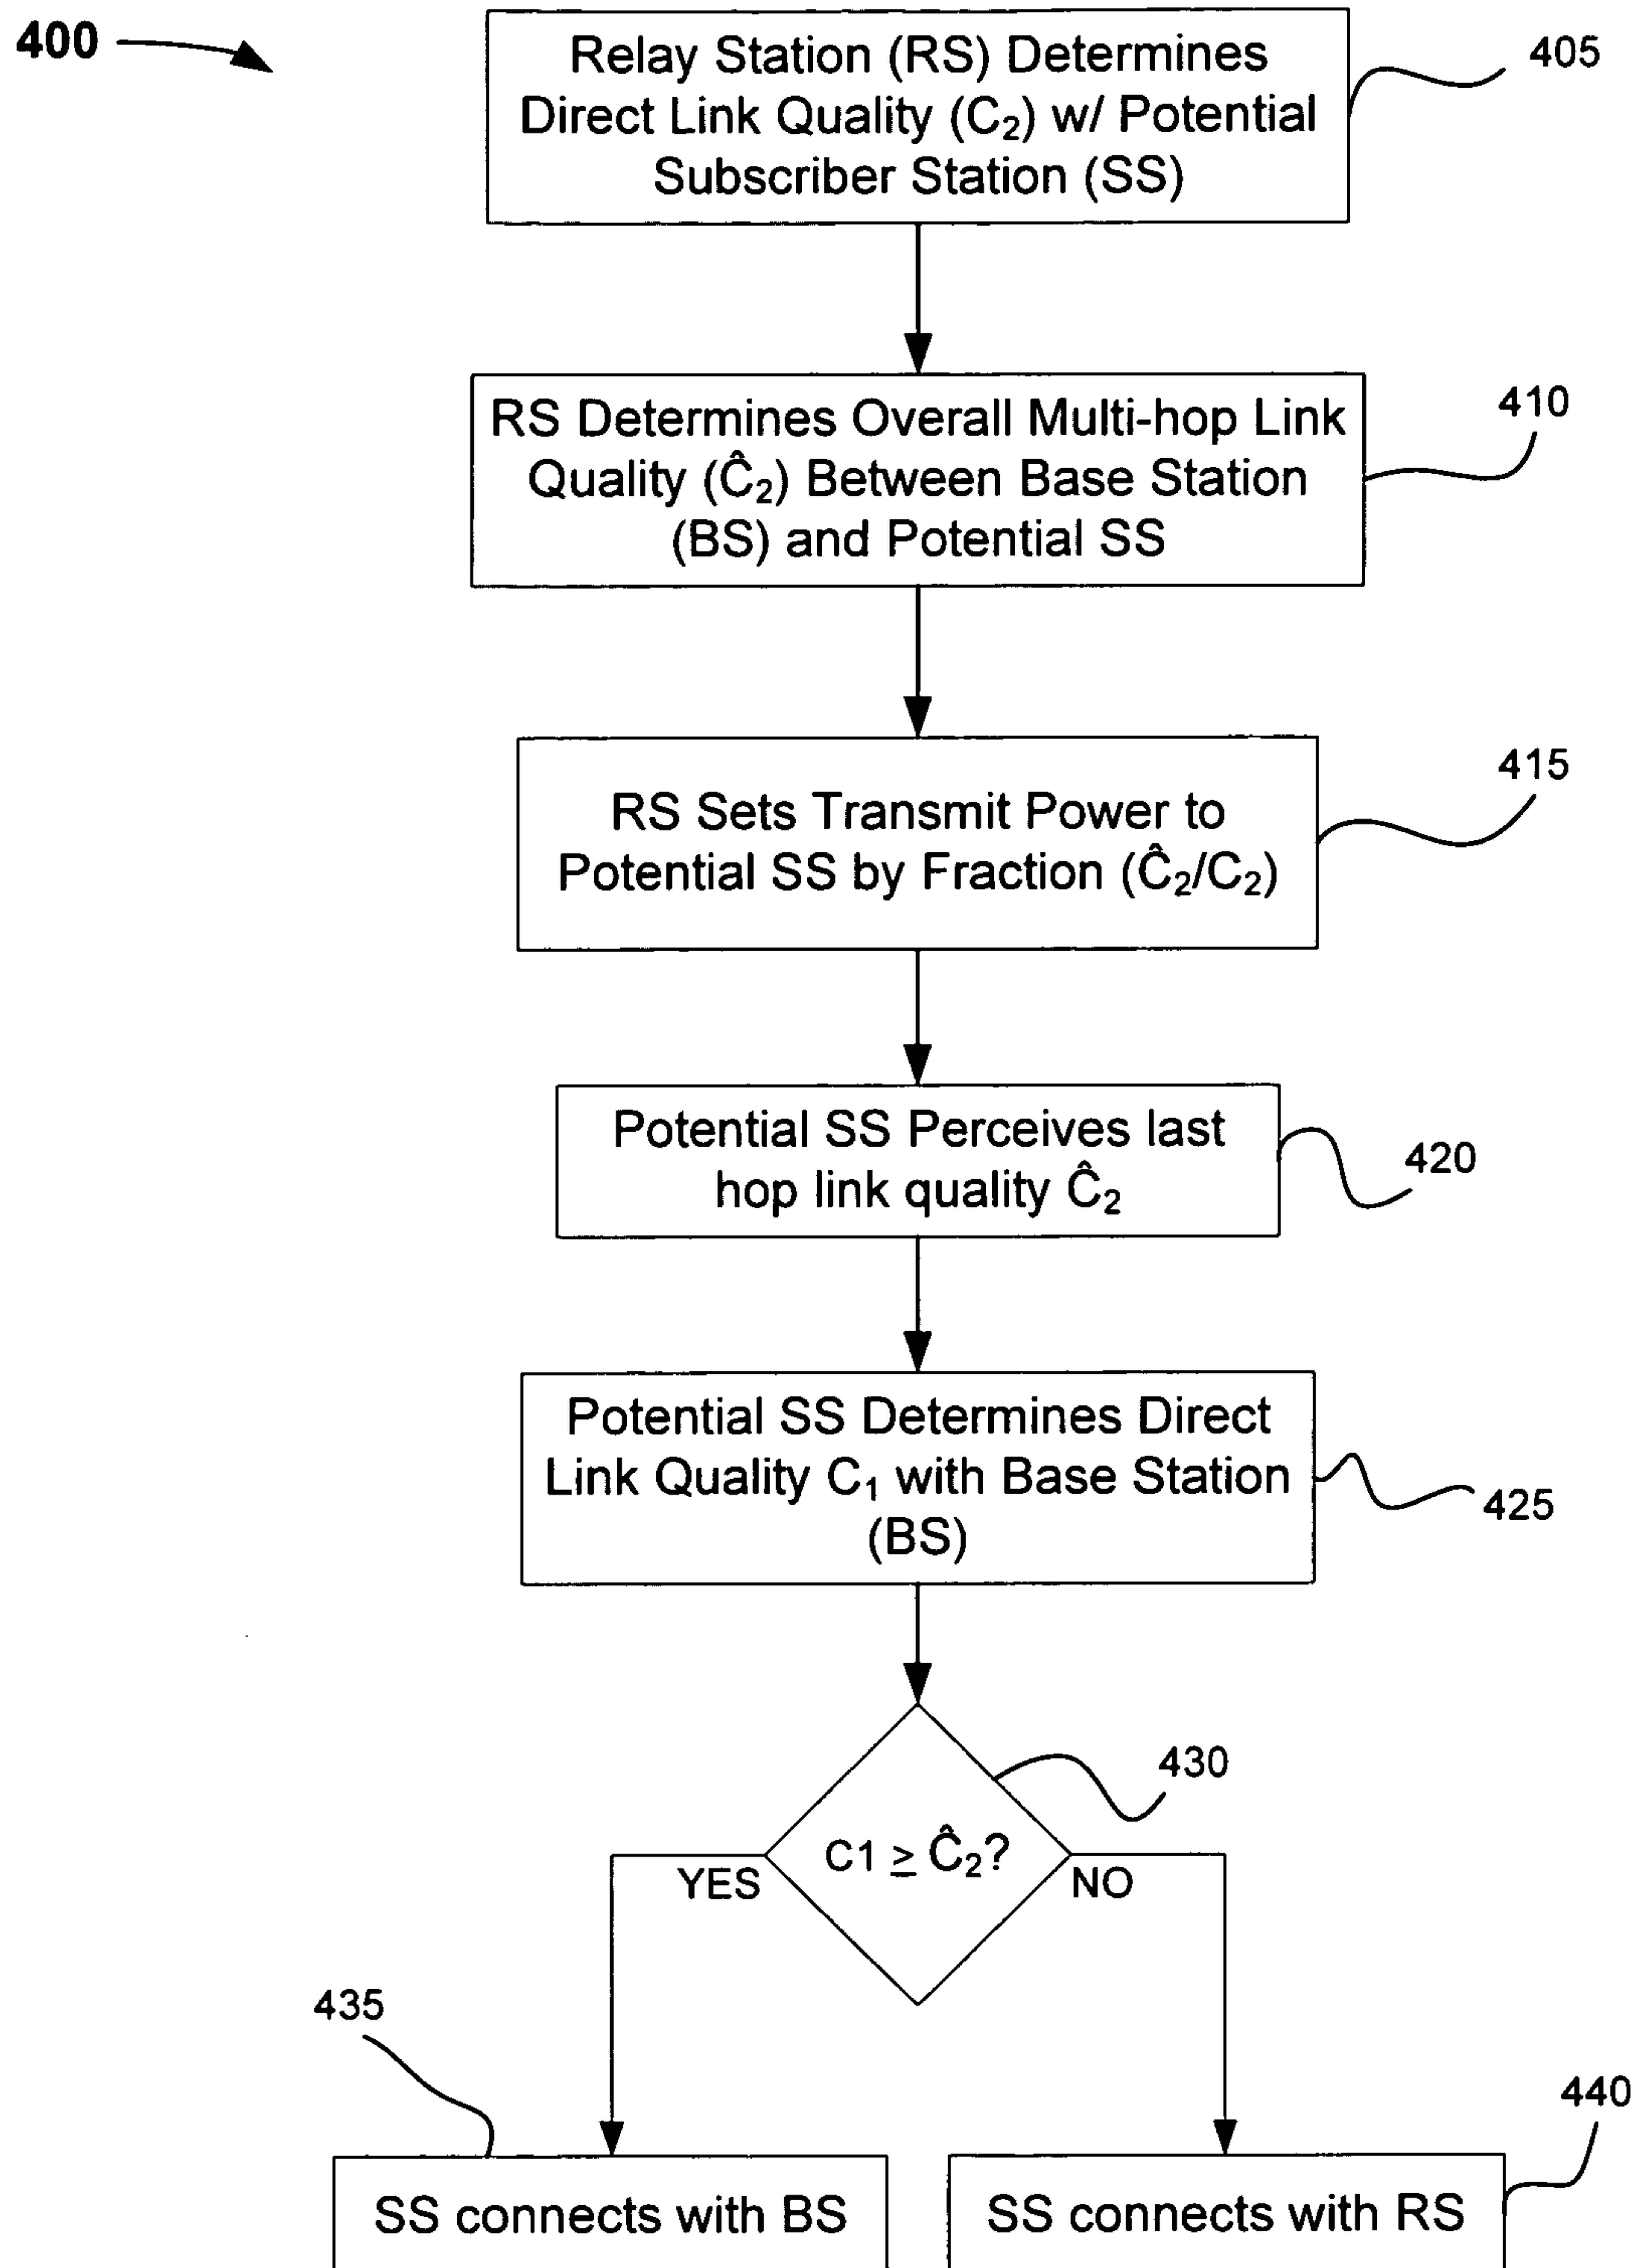 400
Relay Station (RS) Determines
Direct Link Quality (C₂) w/ Potential
Subscriber Station (SS)
405
RS Determines Overall Multi-hop Link
Quality (Ĉ₂) Between Base Station
(BS) and Potential SS
410
RS Sets Transmit Power to
Potential SS by Fraction (Ĉ₂/C₂)
415
Potential SS Perceives last
hop link quality Ĉ₂
420
Potential SS Determines Direct
Link Quality C₁ with Base Station
(BS)
425
430
C1 ≥ Ĉ₂?
YES
NO
435
440
SS connects with BS
SS connects with RS